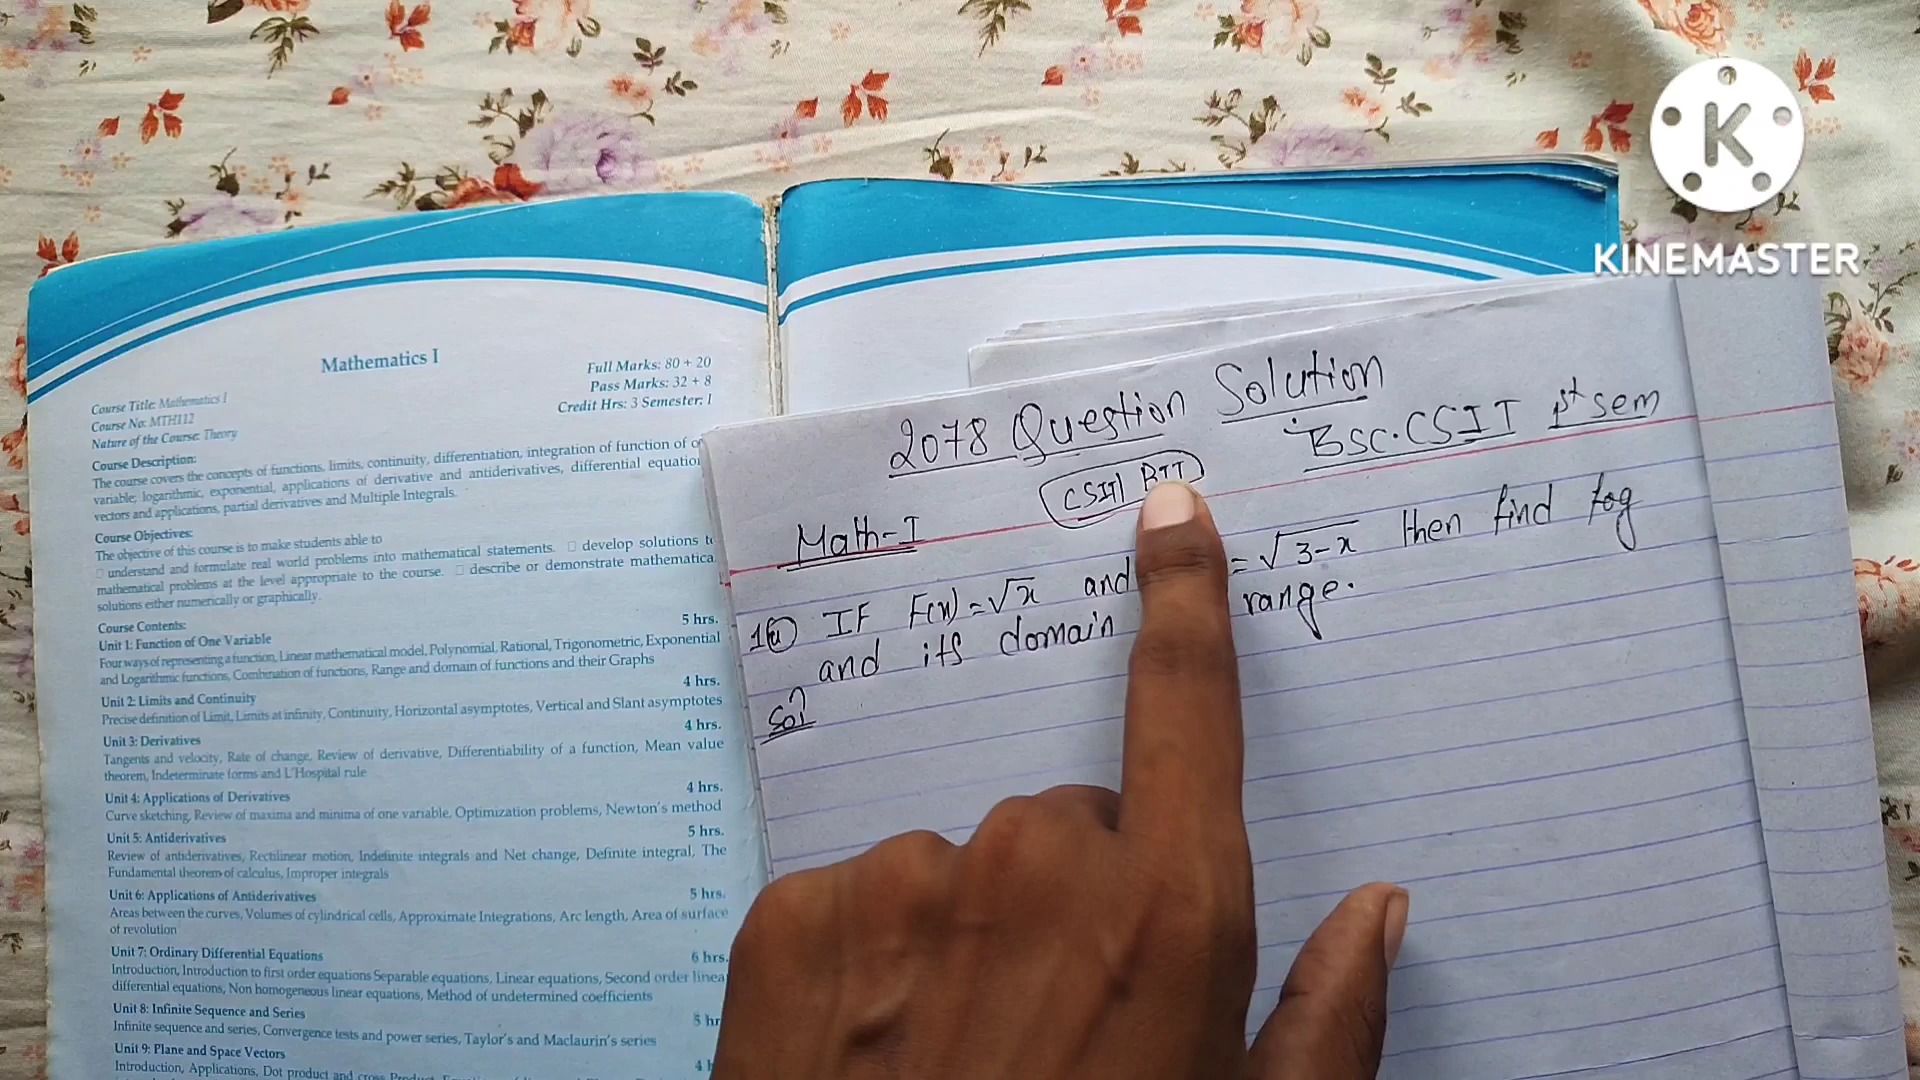 KINEMASTER
Mathematics I
Full Marks: 80 + 20
Pass Marks: 32 + 8
Credit Hrs: 3 Semester: I
Course Title: Mathematics I
Course No: MTH112
Nature of the Course: Theory
Course Description:
The course covers the concepts of functions, limits, continuity, differentiation, integration of function of
variable; logarithmic, exponential, applications of derivative and antiderivatives, differential
vectors and applications, partial derivatives and Multiple Integrals.
Course Objectives:
The objective of this course is to make students able to
understand and formulate real world problems into mathematical statements. develop solutions
mathematical problems at the level appropriate to the course. describe or demonstrate
solutions either numerically or graphically.
Course Contents:
Unit 1: Function of One Variable 5 hrs.
Four ways of representing a function, Linear mathematical model, Polynomial, Rational, Trigonometric, Exponential
and Logarithmic functions, Combination of functions, Range and domain of functions and their Graphs
Unit 2: Limits and Continuity 4 hrs.
Precise definition of Limit, Limits at infinity, Continuity, Horizontal asymptotes, Vertical and Slant asymptotes
Unit 3: Derivatives 4 hrs.
Tangents and velocity, Rate of change, Review of derivative, Differentiability of a function, Mean value
theorem, Indeterminate forms and L'Hospital rule
Unit 4: Applications of Derivatives 4 hrs.
Curve sketching, Review of maxima and minima of one variable, Optimization problems, Newton's method
Unit 5: Antiderivatives 5 hrs.
Review of antiderivatives, Rectilinear motion, Indefinite integrals and Net change, Definite integral, The
Fundamental theorem of calculus, Improper integrals
Unit 6: Applications of Antiderivatives 5 hrs.
Areas between the curves, Volumes of cylindrical cells, Approximate Integrations, Arc length, Area of surface
of revolution
Unit 7: Ordinary Differential Equations 6 hrs.
Introduction, Introduction to first order equations Separable equations, Linear equations, Second order
differential equations, Non homogeneous linear equations, Method of undetermined coefficients
Unit 8: Infinite Sequence and Series 5
Infinite sequence and series, Convergence tests and power series, Taylor's and Maclaurin's series
Unit 9: Plane and Space Vectors 4
Introduction, Applications, Dot product and cross
2078 Question Solution
BSC.CSIT 1st sem
CSIT| BIT
Math-I
1(a) IF F(x)=√x and = √3-x then find fog
and its domain range.
Sol